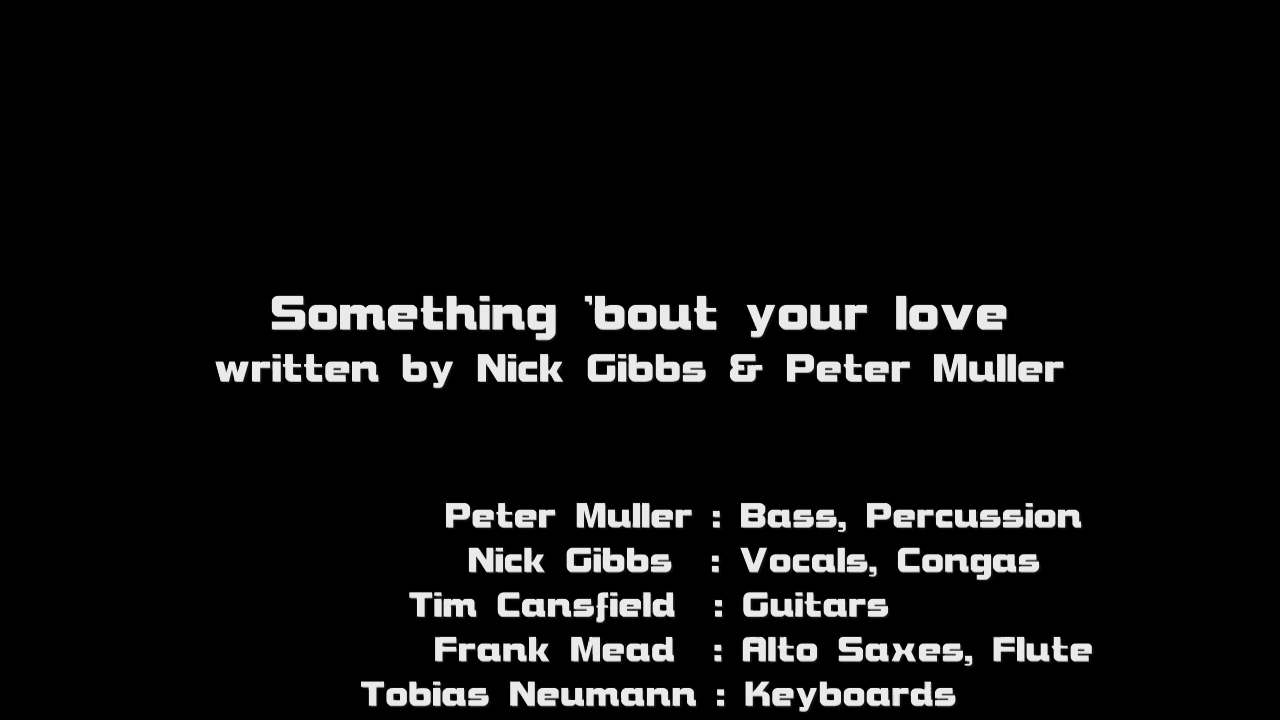 Something 'bout your love
written by Nick Gibbs & Peter Muller
Peter Muller : Bass, Percussion
Nick Gibbs : Vocals, Congas
Tim Cansfield : Guitars
Frank Mead : Alto Saxes, Flute
Tobias Neumann : Keyboards